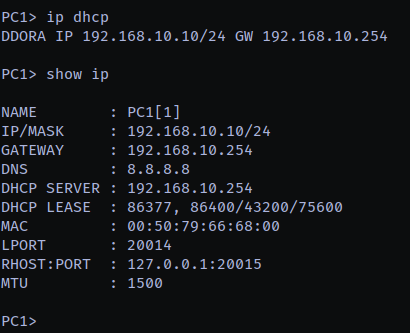 PC1> ip dhcp
DDORA IP 192.168.10.10/24 GW 192.168.10.254
PC1> show ip
NAME        : PC1[1]
IP/MASK     : 192.168.10.10/24
GATEWAY     : 192.168.10.254
DNS         : 8.8.8.8
DHCP SERVER : 192.168.10.254
DHCP LEASE  : 86377, 86400/43200/75600
MAC         : 00:50:79:66:68:00
LPORT       : 20014
RHOST:PORT  : 127.0.0.1:20015
MTU         : 1500
PC1>